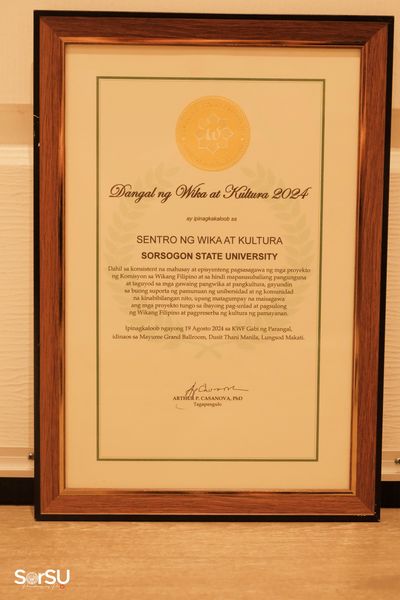 Dangal ng Wika at Kultura 2024
ay ipinagkakaloob sa
SENTRO NG WIKA AT KULTURA
SORSOGON STATE UNIVERSITY
Dahil sa konsistent na mahusay at episyenteng pagsasagawa ng mga proyekto
ng Komisyon sa Wikang Filipino at sa hindi mapasusubaliang pangunguna
at tagayod sa mga gawaing pangwika at pangkultura, gayundin
sa buong suporta ng pamunuan ng unibersidad at ng komunidad
na kinabibilangan nito, upang matagumpay na maisagawa
ang mga proyekto tungo sa ibayong pag-unlad at pagsulong
ng Wikang Filipino at pagpreserba ng kultura ng pamayanan.
Ipinagkaloob ngayong 19 Agosto 2024 sa KWF Gabi ng Parangal,
idinaos sa Mayuree Grand Ballroom, Dusit Thani Manila, Lungsod Makati.
ARTHUR P. CASANOVA, PhD
Tagapangulo
SorSU